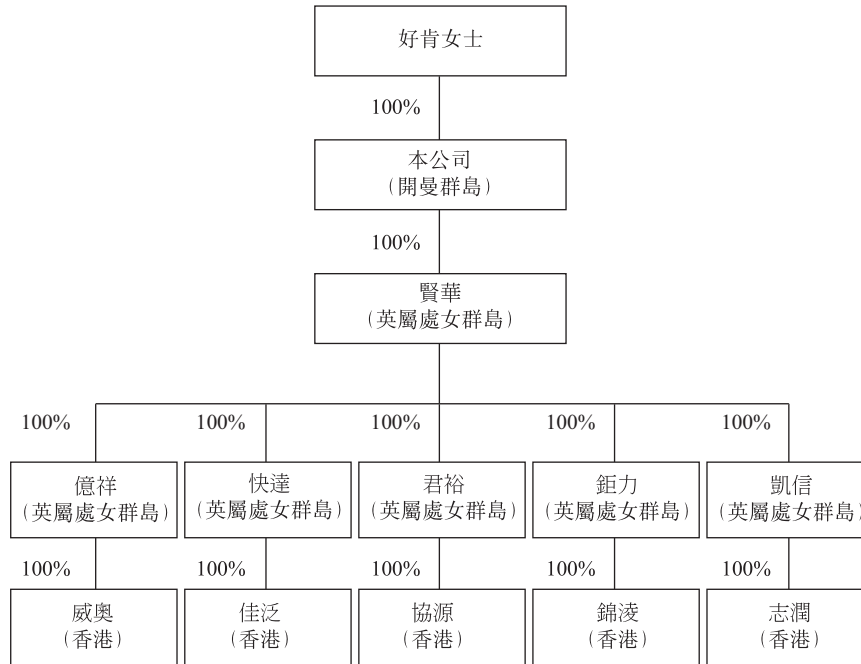 好肯女士
100%
本公司
(開曼群島)
100%
賢華
(英屬處女群島)
100% 100% 100% 100% 100%
億祥 快達 君裕 鉅力 凱信
(英屬處女群島) (英屬處女群島) (英屬處女群島) (英屬處女群島) (英屬處女群島)
100% 100% 100% 100% 100%
威奧 佳泛 協源 錦淩 志潤
(香港) (香港) (香港) (香港) (香港)